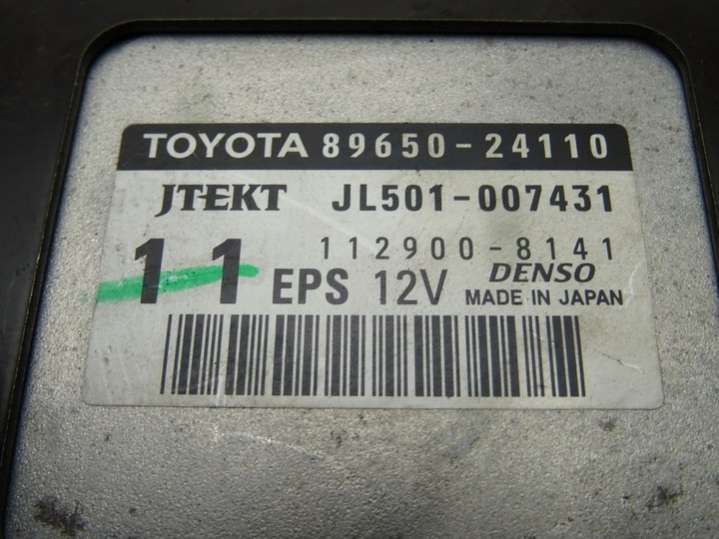 TOYOTA 89650-24110
JTEKT JL501-007431
11 112900-8141
EPS 12V DENSO
MADE IN JAPAN